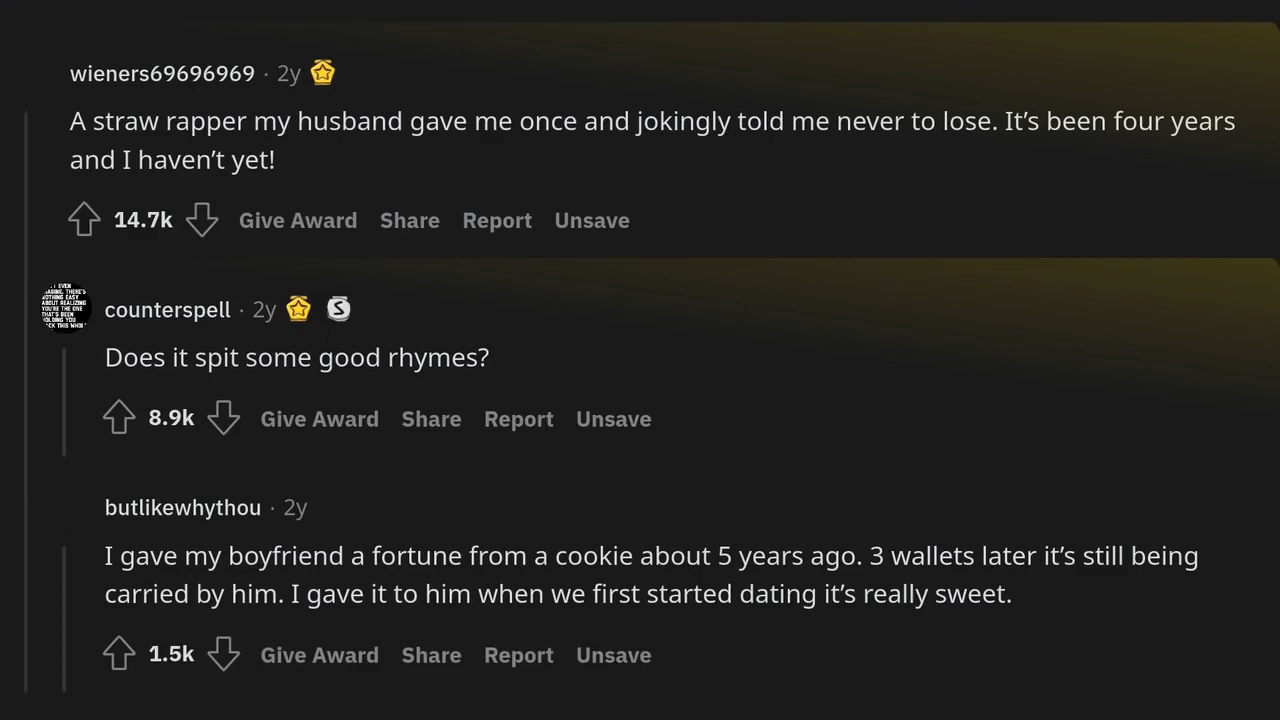 wieners69696969 · 2y
A straw rapper my husband gave me once and jokingly told me never to lose. It’s been four years
and I haven’t yet!
14.7k Give Award Share Report Unsave
counterspell · 2y S
Does it spit some good rhymes?
8.9k Give Award Share Report Unsave
butlikewhythou · 2y
I gave my boyfriend a fortune from a cookie about 5 years ago. 3 wallets later it’s still being
carried by him. I gave it to him when we first started dating it’s really sweet.
1.5k Give Award Share Report Unsave